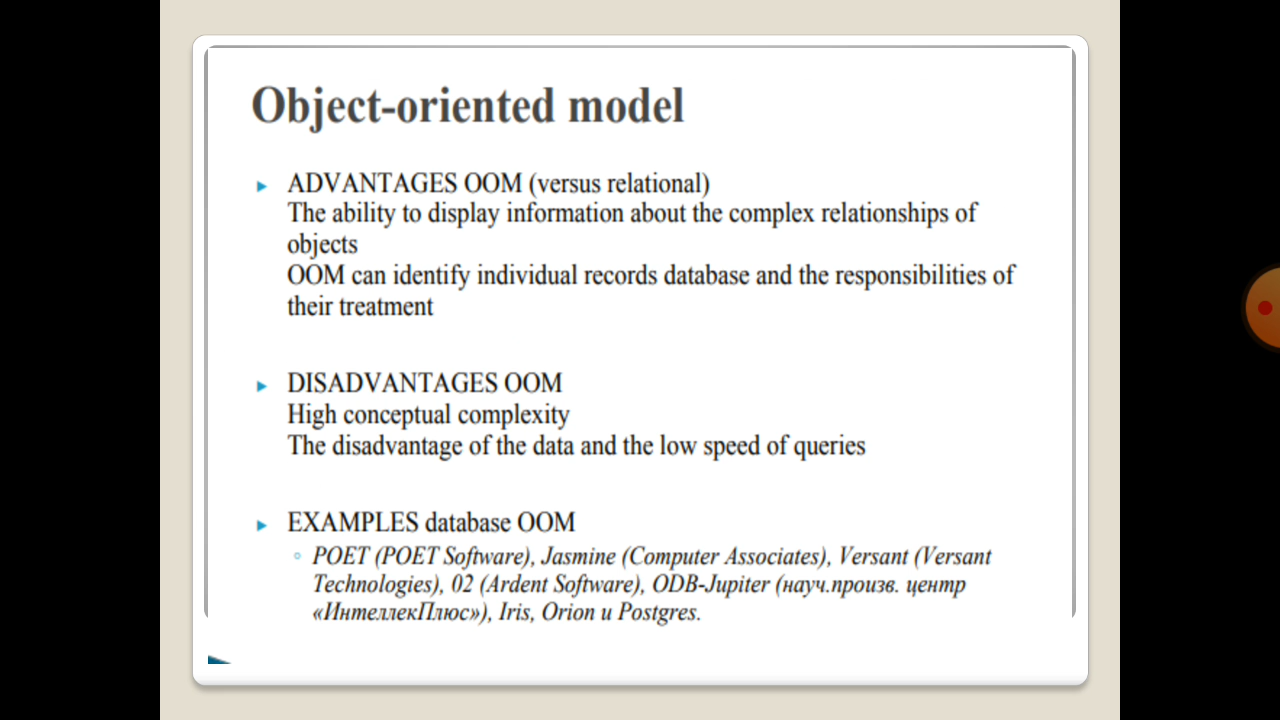 Object-oriented model
ADVANTAGES OOM (versus relational)
The ability to display information about the complex relationships of
objects
OOM can identify individual records database and the responsibilities of
their treatment
DISADVANTAGES OOM
High conceptual complexity
The disadvantage of the data and the low speed of queries
EXAMPLES database OOM
POET (POET Software), Jasmine (Computer Associates), Versant (Versant
Technologies), 02 (Ardent Software), ODB-Jupiter (науч.произв. центр
«ИнтеллекПлюс»), Iris, Orion и Postgres.